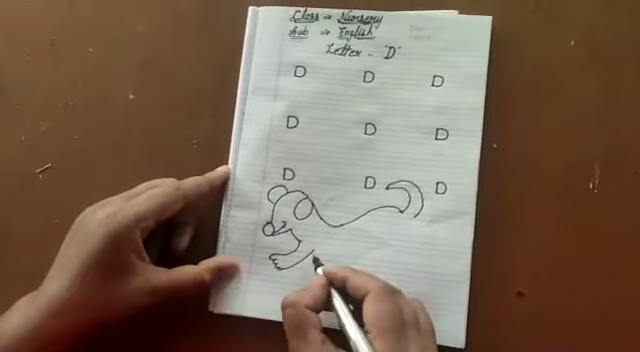 Class ⇒ Nursery
Sub ⇒ English
Letter - 'D'
D D D
D D D
D D D